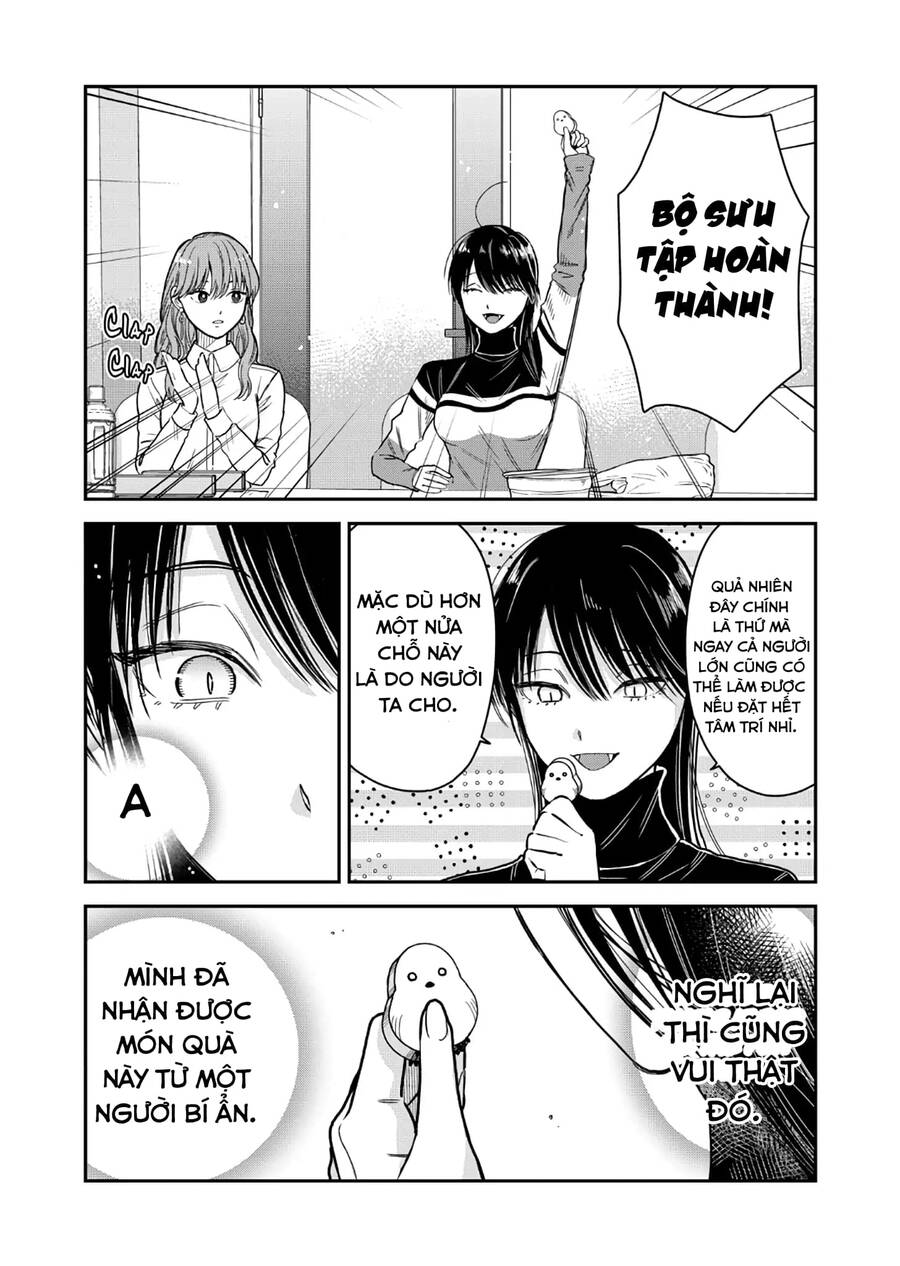 BỘ SƯU
TẬP HOÀN
THÀNH!
Clap
Clap
QUẢ NHIÊN
ĐÂY CHÍNH
LÀ THỨ MÀ
NGAY CẢ NGƯỜI
LỚN CŨNG CÓ
THỂ LÀM ĐƯỢC
NẾU ĐẶT HẾT
TÂM TRÍ NHỈ.
MẶC DÙ HƠN
MỘT NỬA
CHỖ NÀY
LÀ DO NGƯỜI
TA CHO.
A
NGHĨ LẠI
THÌ CŨNG
VUI THẬT
ĐÓ.
MÌNH ĐÃ
NHẬN ĐƯỢC
MÓN QUÀ
NÀY TỪ MỘT
NGƯỜI BÍ ẨN.